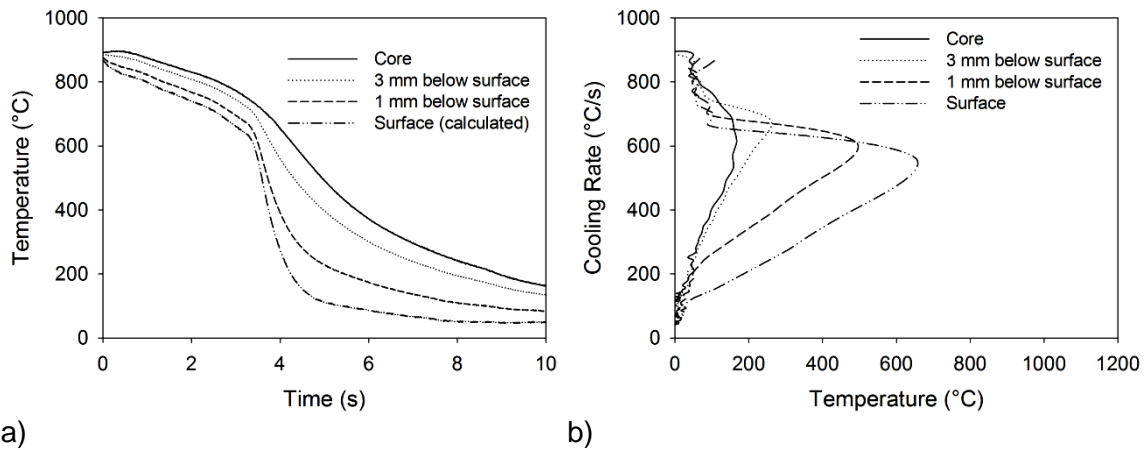 1000
800
600
400
200
0
Temperature (°C)
Core
3 mm below surface
1 mm below surface
Surface (calculated)
0 2 4 6 8 10
Time (s)
a)
1000
800
600
400
200
0
Cooling Rate (°C/s)
Core
3 mm below surface
1 mm below surface
Surface
0 200 400 600 800 1000 1200
Temperature (°C)
b)